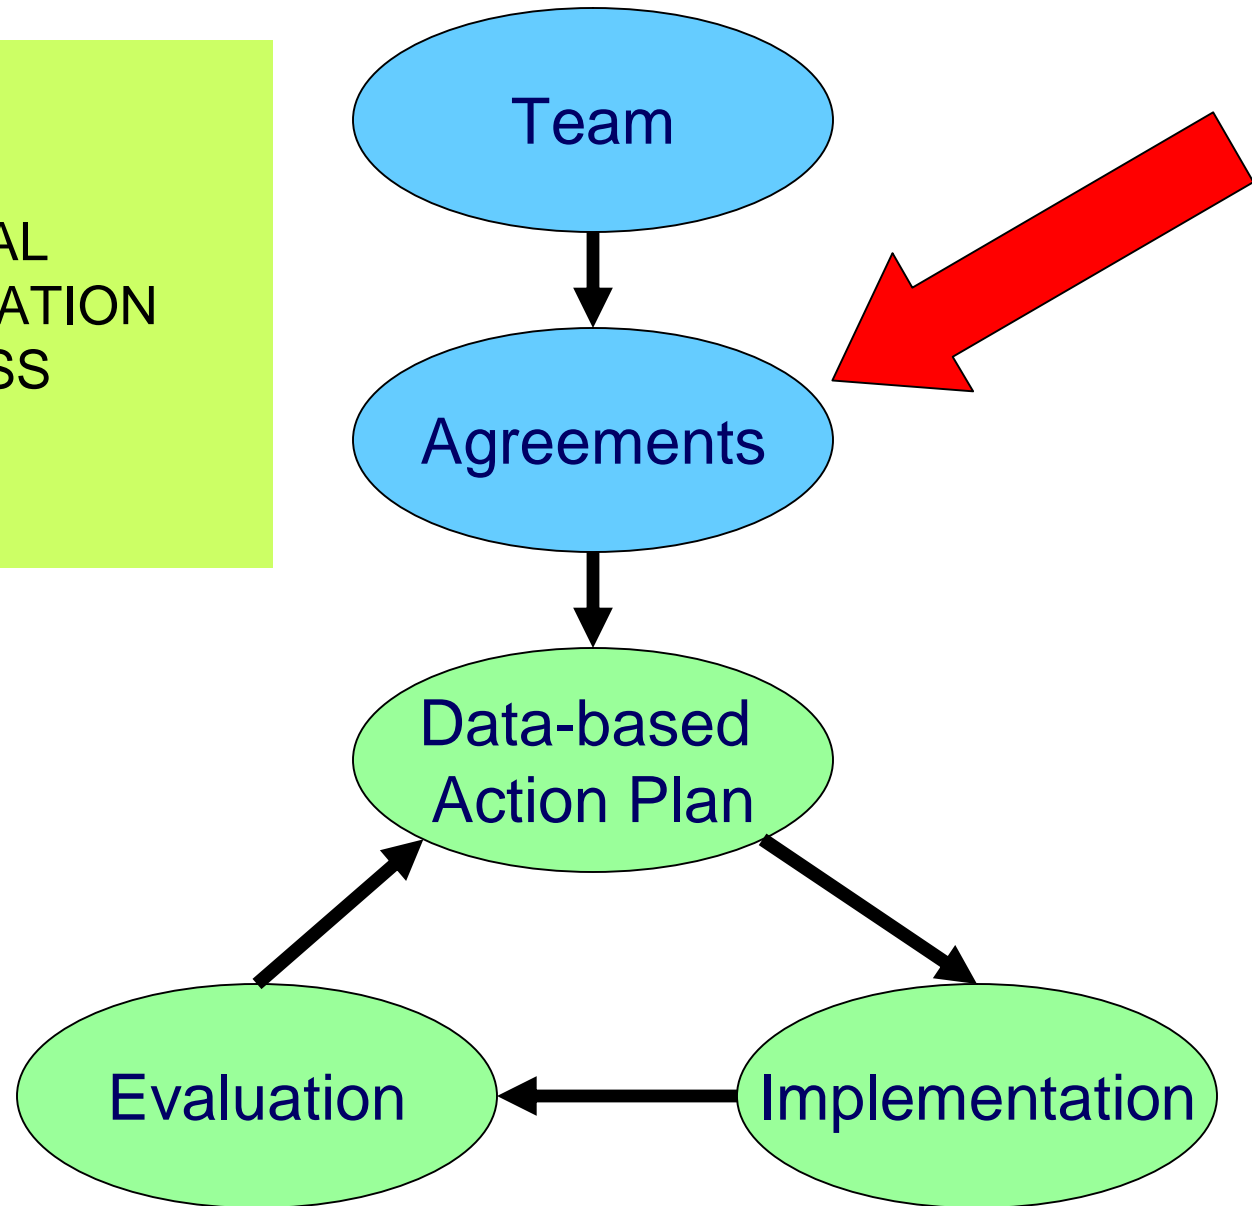 AL
ATION
SS
Team
Agreements
Data-based
Action Plan
Evaluation
Implementation